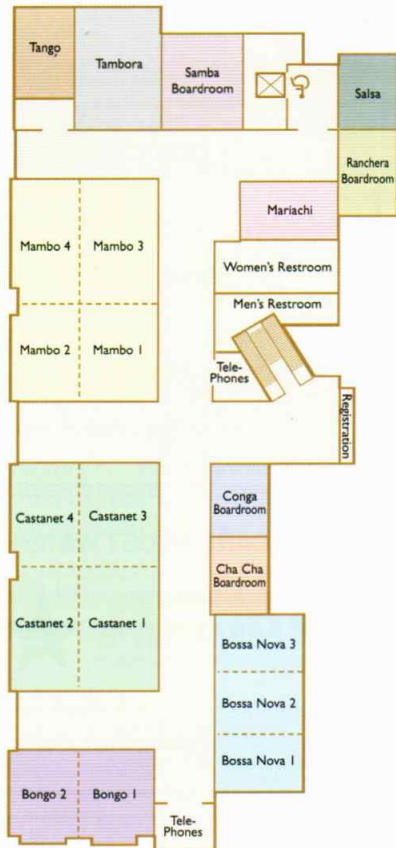 Tango
Tambora
Samba
Boardroom
Salsa
Ranchera
Boardroom
Mariachi
Mambo 4
Mambo 3
Women's Restroom
Men's Restroom
Mambo 2
Mambo 1
Tele-
Phones
Registration
Conga
Boardroom
Castanet 4
Castanet 3
Cha Cha
Boardroom
Castanet 2
Castanet 1
Bossa Nova 3
Bossa Nova 2
Bossa Nova 1
Bongo 2
Bongo 1
Tele-
Phones